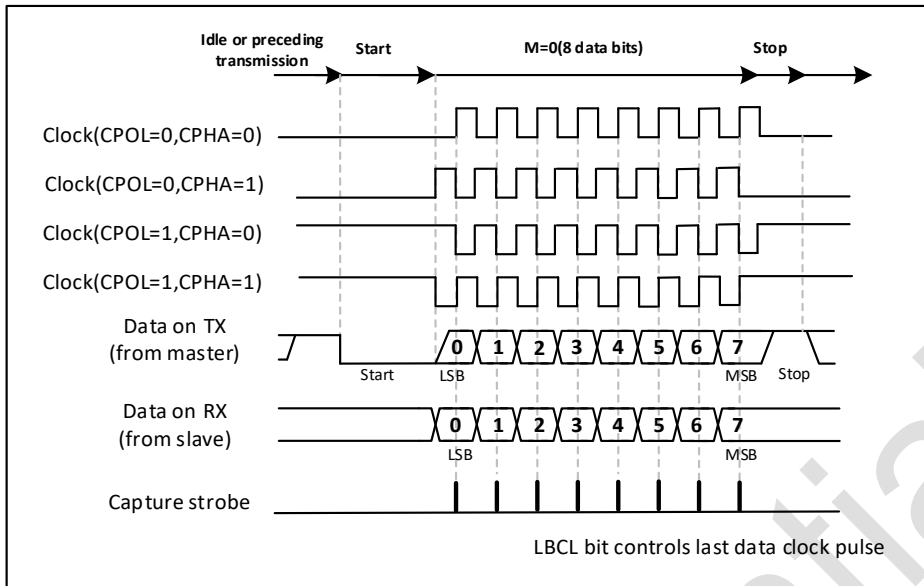 Idle or preceding
transmission
Start
M=0(8 data bits)
Stop
Clock(CPOL=0,CPHA=0)
Clock(CPOL=0,CPHA=1)
Clock(CPOL=1,CPHA=0)
Clock(CPOL=1,CPHA=1)
Data on TX
(from master)
0 1 2 3 4 5 6 7
Start
LSB
MSB
Stop
Data on RX
(from slave)
0 1 2 3 4 5 6 7
LSB
MSB
Capture strobe
LBCL bit controls last data clock pulse